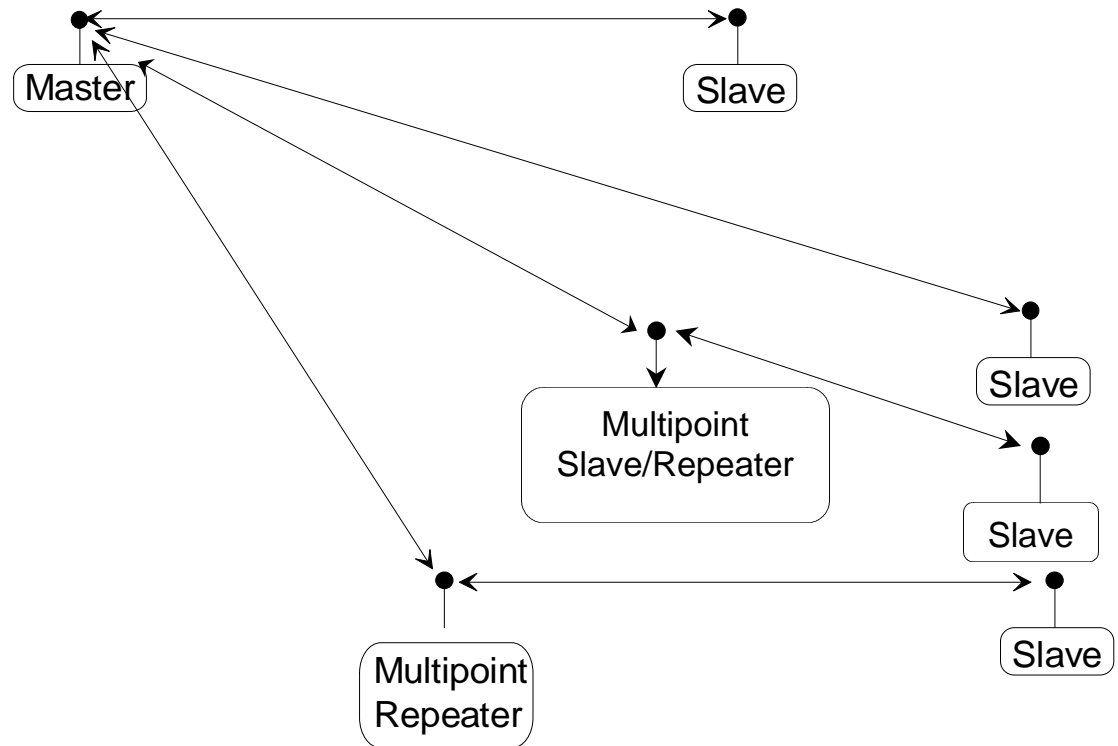 Master
Slave
Slave
Multipoint
Slave/Repeater
Slave
Slave
Multipoint
Repeater